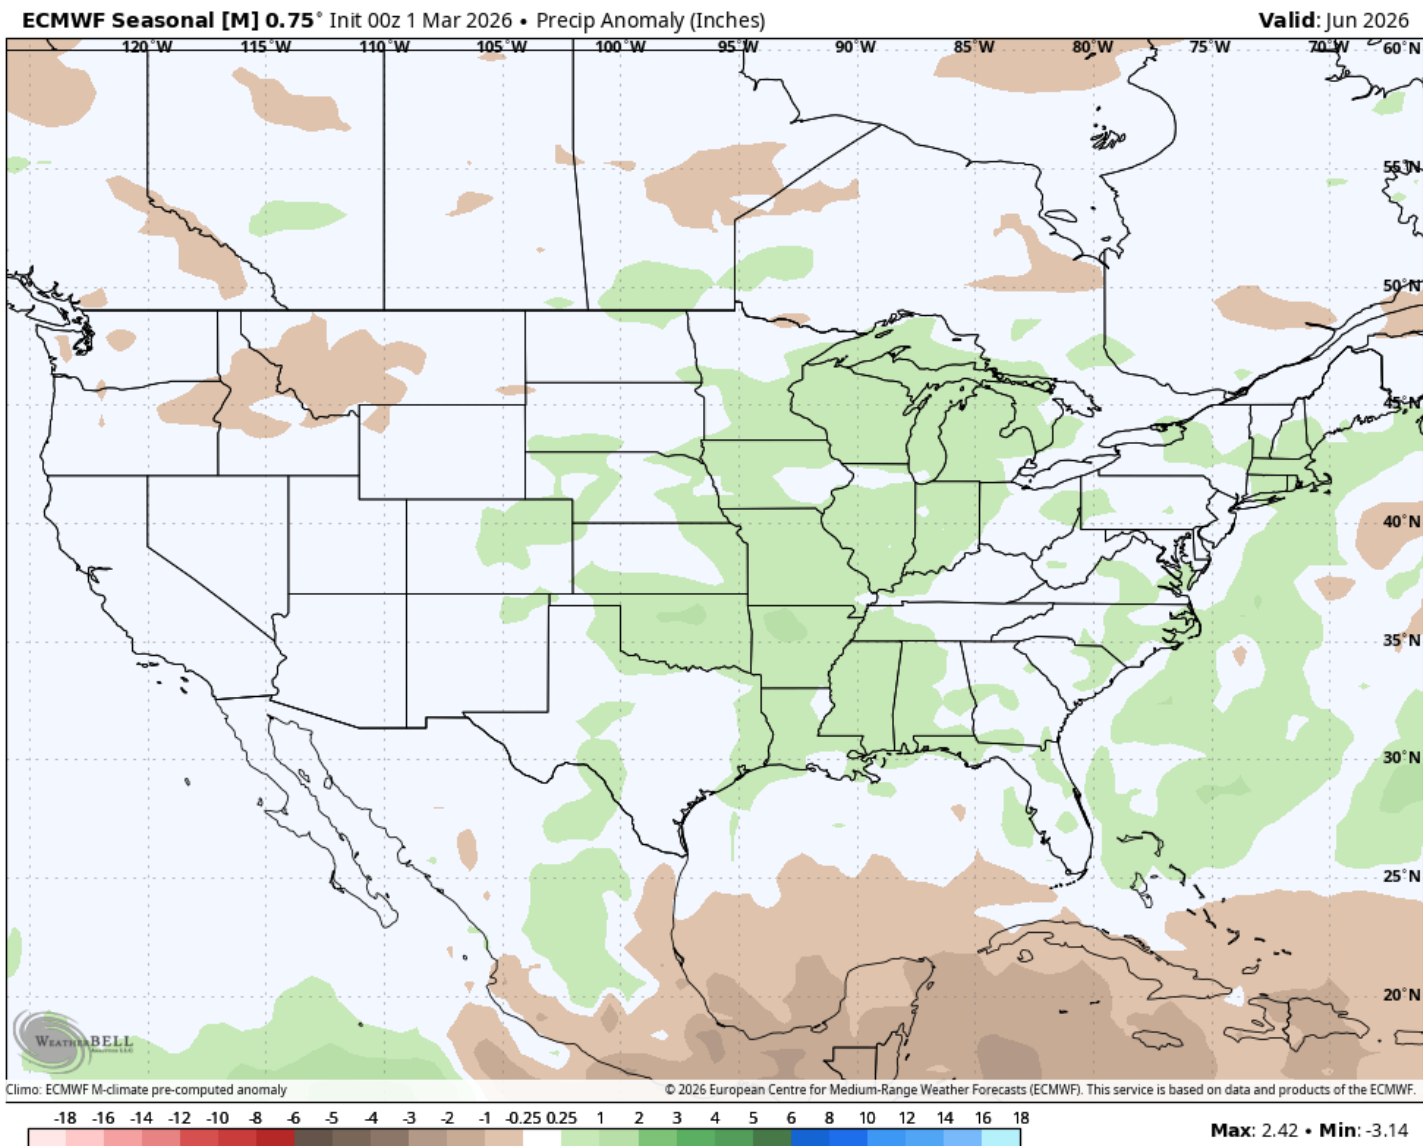 ECMWF Seasonal [M] 0.75° Init 00z 1 Mar 2026 • Precip Anomaly (Inches) Valid: Jun 2026
120°W 115°W 110°W 105°W 100°W 95°W 90°W 85°W 80°W 75°W 70°W 60°N
55°N
50°N
45°N
40°N
35°N
30°N
25°N
20°N
WEATHERBELL
Climo: ECMWF M-climate pre-computed anomaly © 2026 European Centre for Medium-Range Weather Forecasts (ECMWF). This service is based on data and products of the ECMWF.
-18 -16 -14 -12 -10 -8 -6 -5 -4 -3 -2 -1 -0.25 0.25 1 2 3 4 5 6 8 10 12 14 16 18
Max: 2.42 • Min: -3.14